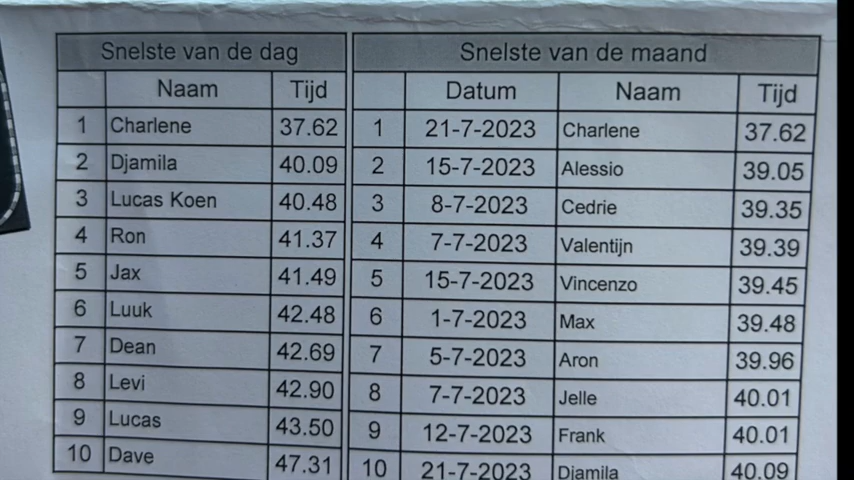 Snelste van de dag
Naam Tijd
1 Charlene 37.62
2 Djamila 40.09
3 Lucas Koen 40.48
4 Ron 41.37
5 Jax 41.49
6 Luuk 42.48
7 Dean 42.69
8 Levi 42.90
9 Lucas 43.50
10 Dave 47.31
Snelste van de maand
Datum Naam Tijd
1 21-7-2023 Charlene 37.62
2 15-7-2023 Alessio 39.05
3 8-7-2023 Cedrie 39.35
4 7-7-2023 Valentijn 39.39
5 15-7-2023 Vincenzo 39.45
6 1-7-2023 Max 39.48
7 5-7-2023 Aron 39.96
8 7-7-2023 Jelle 40.01
9 12-7-2023 Frank 40.01
10 21-7-2023 Djamila 40.09